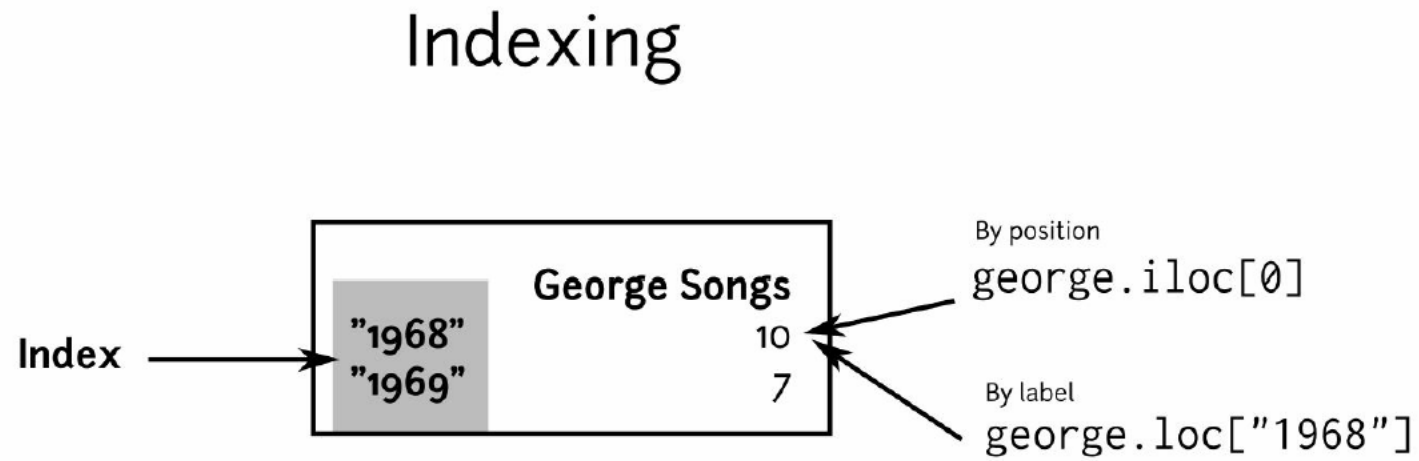 Indexing
By position
george.iloc[0]
George Songs
Index
"1968" 10
"1969" 7
By label
george.loc["1968"]